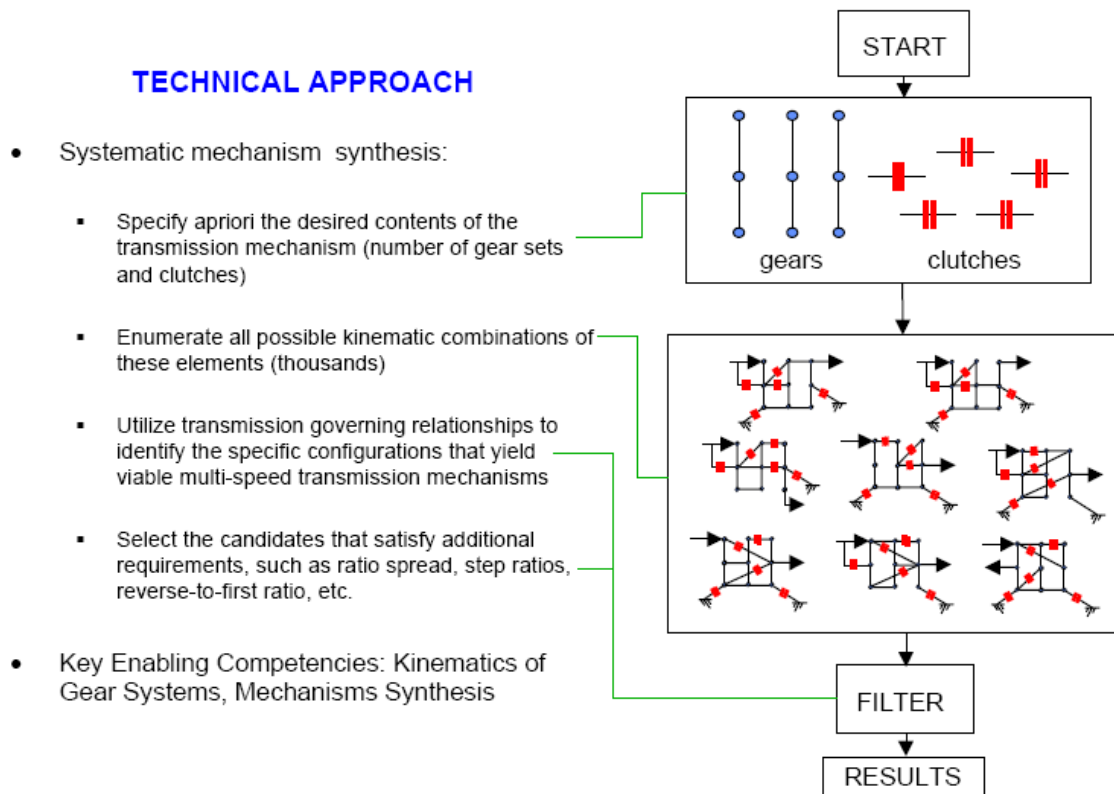 TECHNICAL APPROACH
• Systematic mechanism synthesis:
▪ Specify apriori the desired contents of the
transmission mechanism (number of gear sets
and clutches)
▪ Enumerate all possible kinematic combinations of
these elements (thousands)
▪ Utilize transmission governing relationships to
identify the specific configurations that yield
viable multi-speed transmission mechanisms
▪ Select the candidates that satisfy additional
requirements, such as ratio spread, step ratios,
reverse-to-first ratio, etc.
• Key Enabling Competencies: Kinematics of
Gear Systems, Mechanisms Synthesis
START
gears
clutches
FILTER
RESULTS